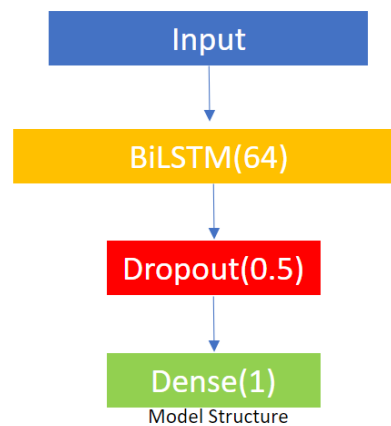 Input
BiLSTM(64)
Dropout(0.5)
Dense(1)
Model Structure